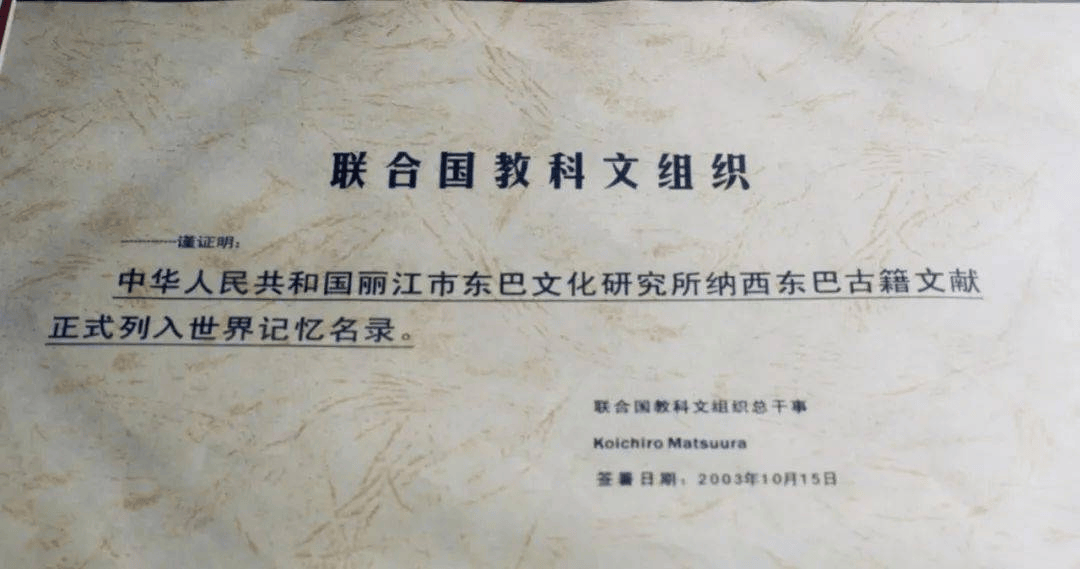 联合国教科文组织
————谨证明：
中华人民共和国丽江市东巴文化研究所纳西东巴古籍文献
正式列入世界记忆名录。
联合国教科文组织总干事
Koichiro Matsuura
签署日期：2003年10月15日